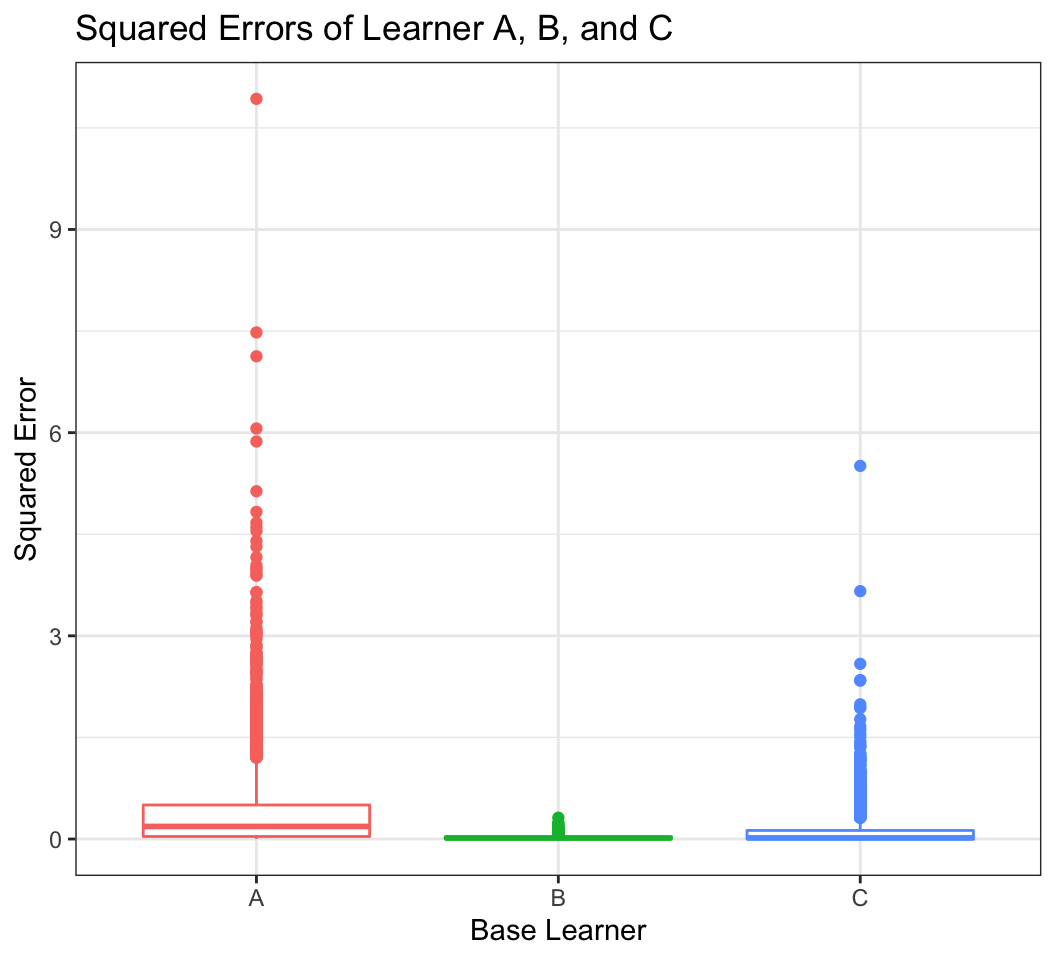 Squared Errors of Learner A, B, and C
Squared Error
9
6
3
0
A B C
Base Learner